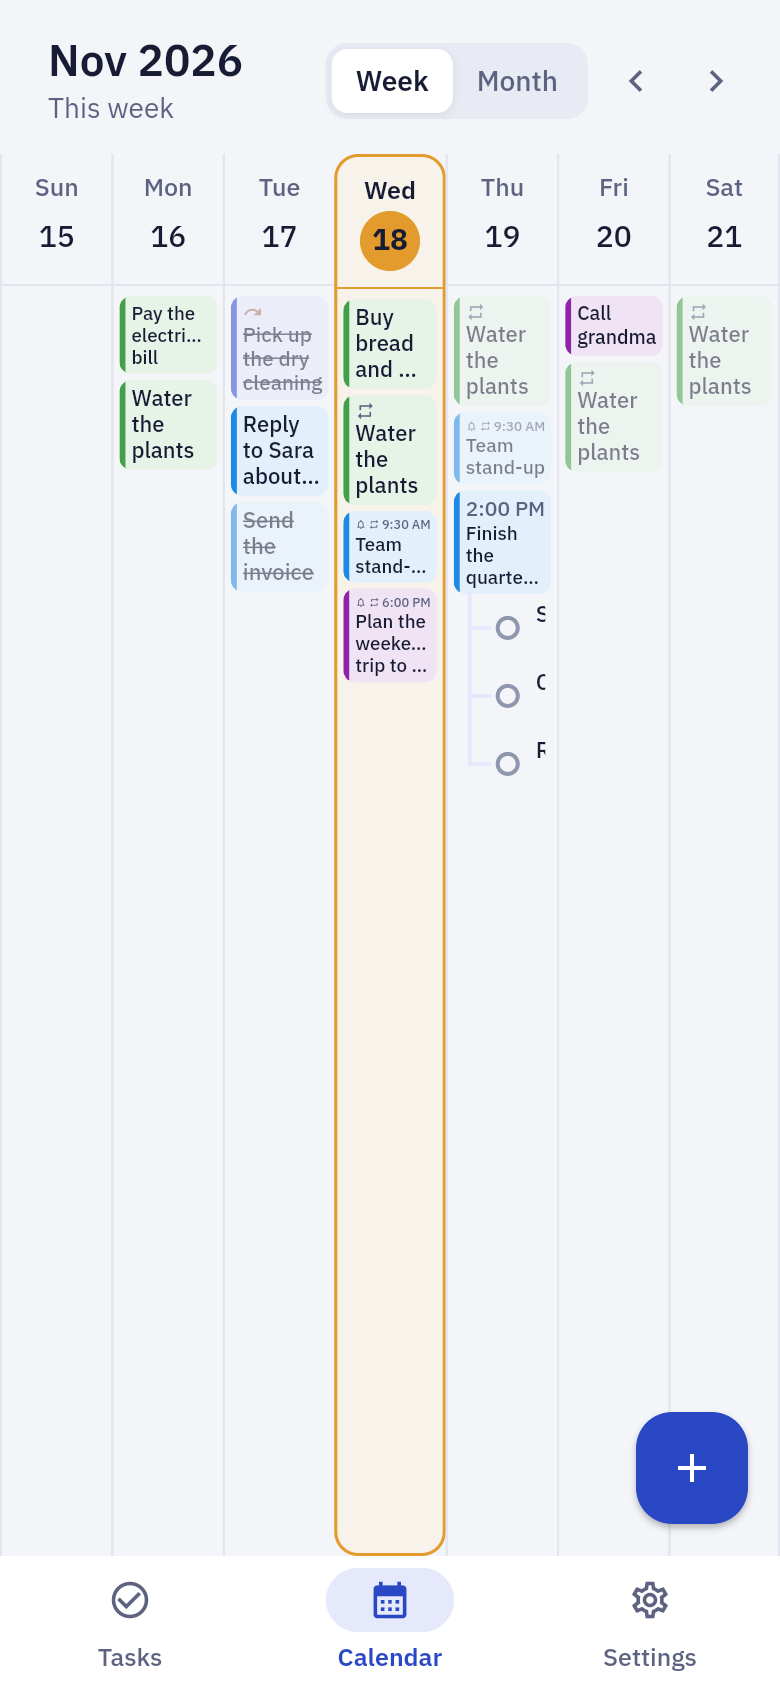 Nov 2026
This week
Week
Month
Sun
15
Mon
16
Tue
17
Wed
18
Thu
19
Fri
20
Sat
21
Pay the
electri...
bill
Water
the
plants
Pick up
the dry
cleaning
Reply
to Sara
about...
Send
the
invoice
Buy
bread
and ...
Water
the
plants
9:30 AM
Team
stand-...
6:00 PM
Plan the
weeke...
trip to ...
Water
the
plants
9:30 AM
Team
stand-up
2:00 PM
Finish
the
quarte...
S
Call
grandma
Water
the
plants
Water
the
plants
Tasks
Calendar
Settings